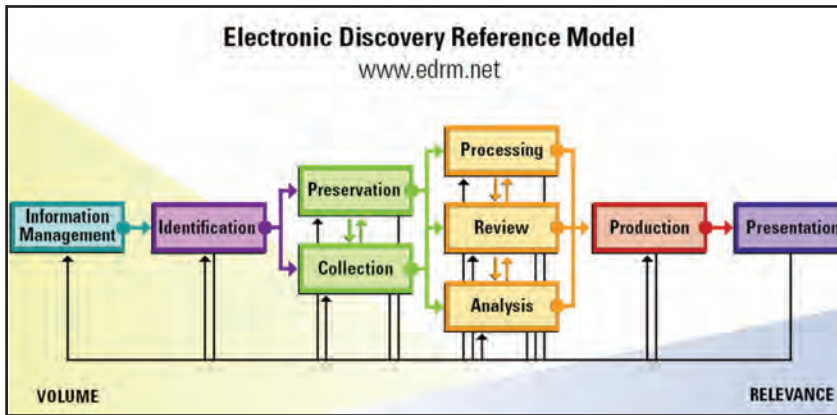 Electronic Discovery Reference Model
www.edrm.net
Information
Management
Identification
Preservation
Collection
Processing
Review
Analysis
Production
Presentation
VOLUME
RELEVANCE